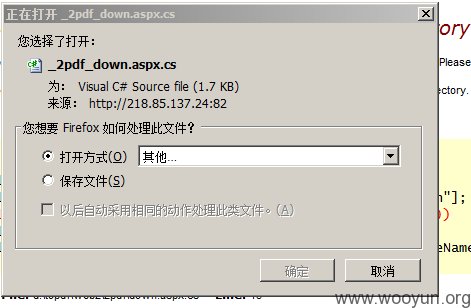 正在打开 _2pdf_down.aspx.cs
您选择了打开：
_2pdf_down.aspx.cs
为： Visual C# Source file (1.7 KB)
来源： http://218.85.137.24:82
您想要 Firefox 如何处理此文件？
打开方式(O) 其他...
保存文件(S)
以后自动采用相同的动作处理此类文件。(A)
确定 取消
ory
Please
ectory.
n"];
eName
www.wooyun.org